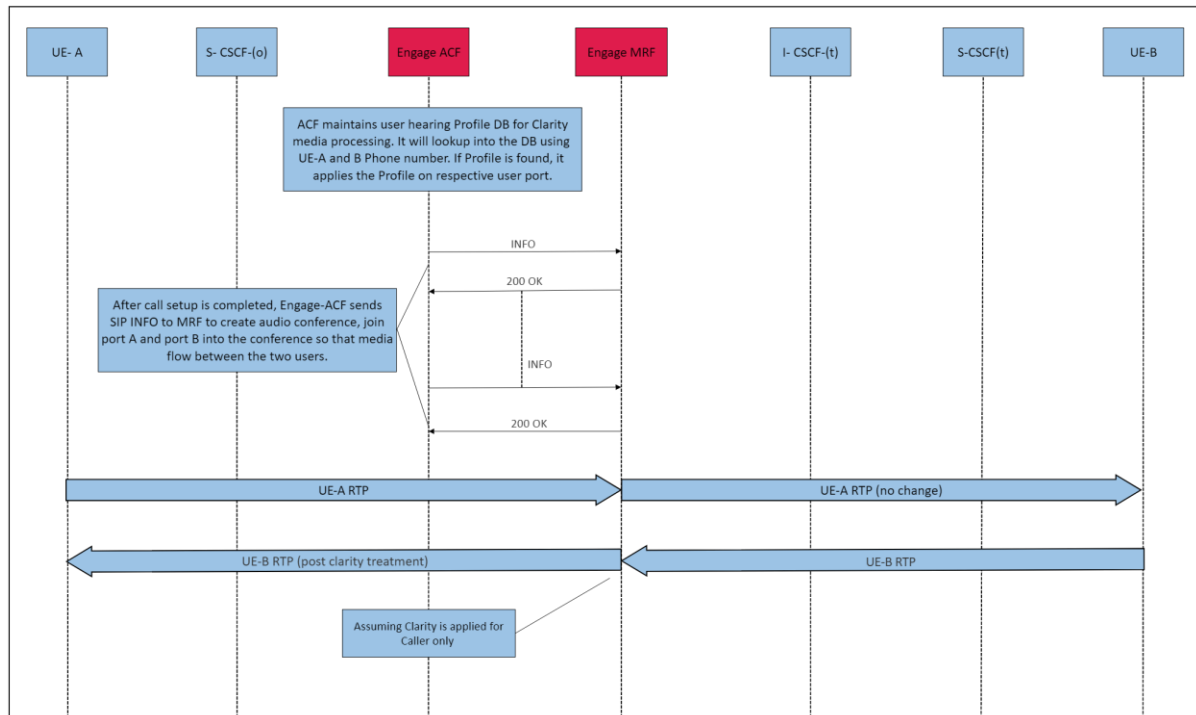 UE- A
S- CSCF-(o)
Engage ACF
Engage MRF
I- CSCF-(t)
S-CSCF(t)
UE-B
ACF maintains user hearing Profile DB for Clarity
media processing. It will lookup into the DB using
UE-A and B Phone number. If Profile is found, it
applies the Profile on respective user port.
INFO
200 OK
After call setup is completed, Engage-ACF sends
SIP INFO to MRF to create audio conference, join
port A and port B into the conference so that media
flow between the two users.
INFO
200 OK
UE-A RTP
UE-A RTP (no change)
UE-B RTP (post clarity treatment)
UE-B RTP
Assuming Clarity is applied for
Caller only